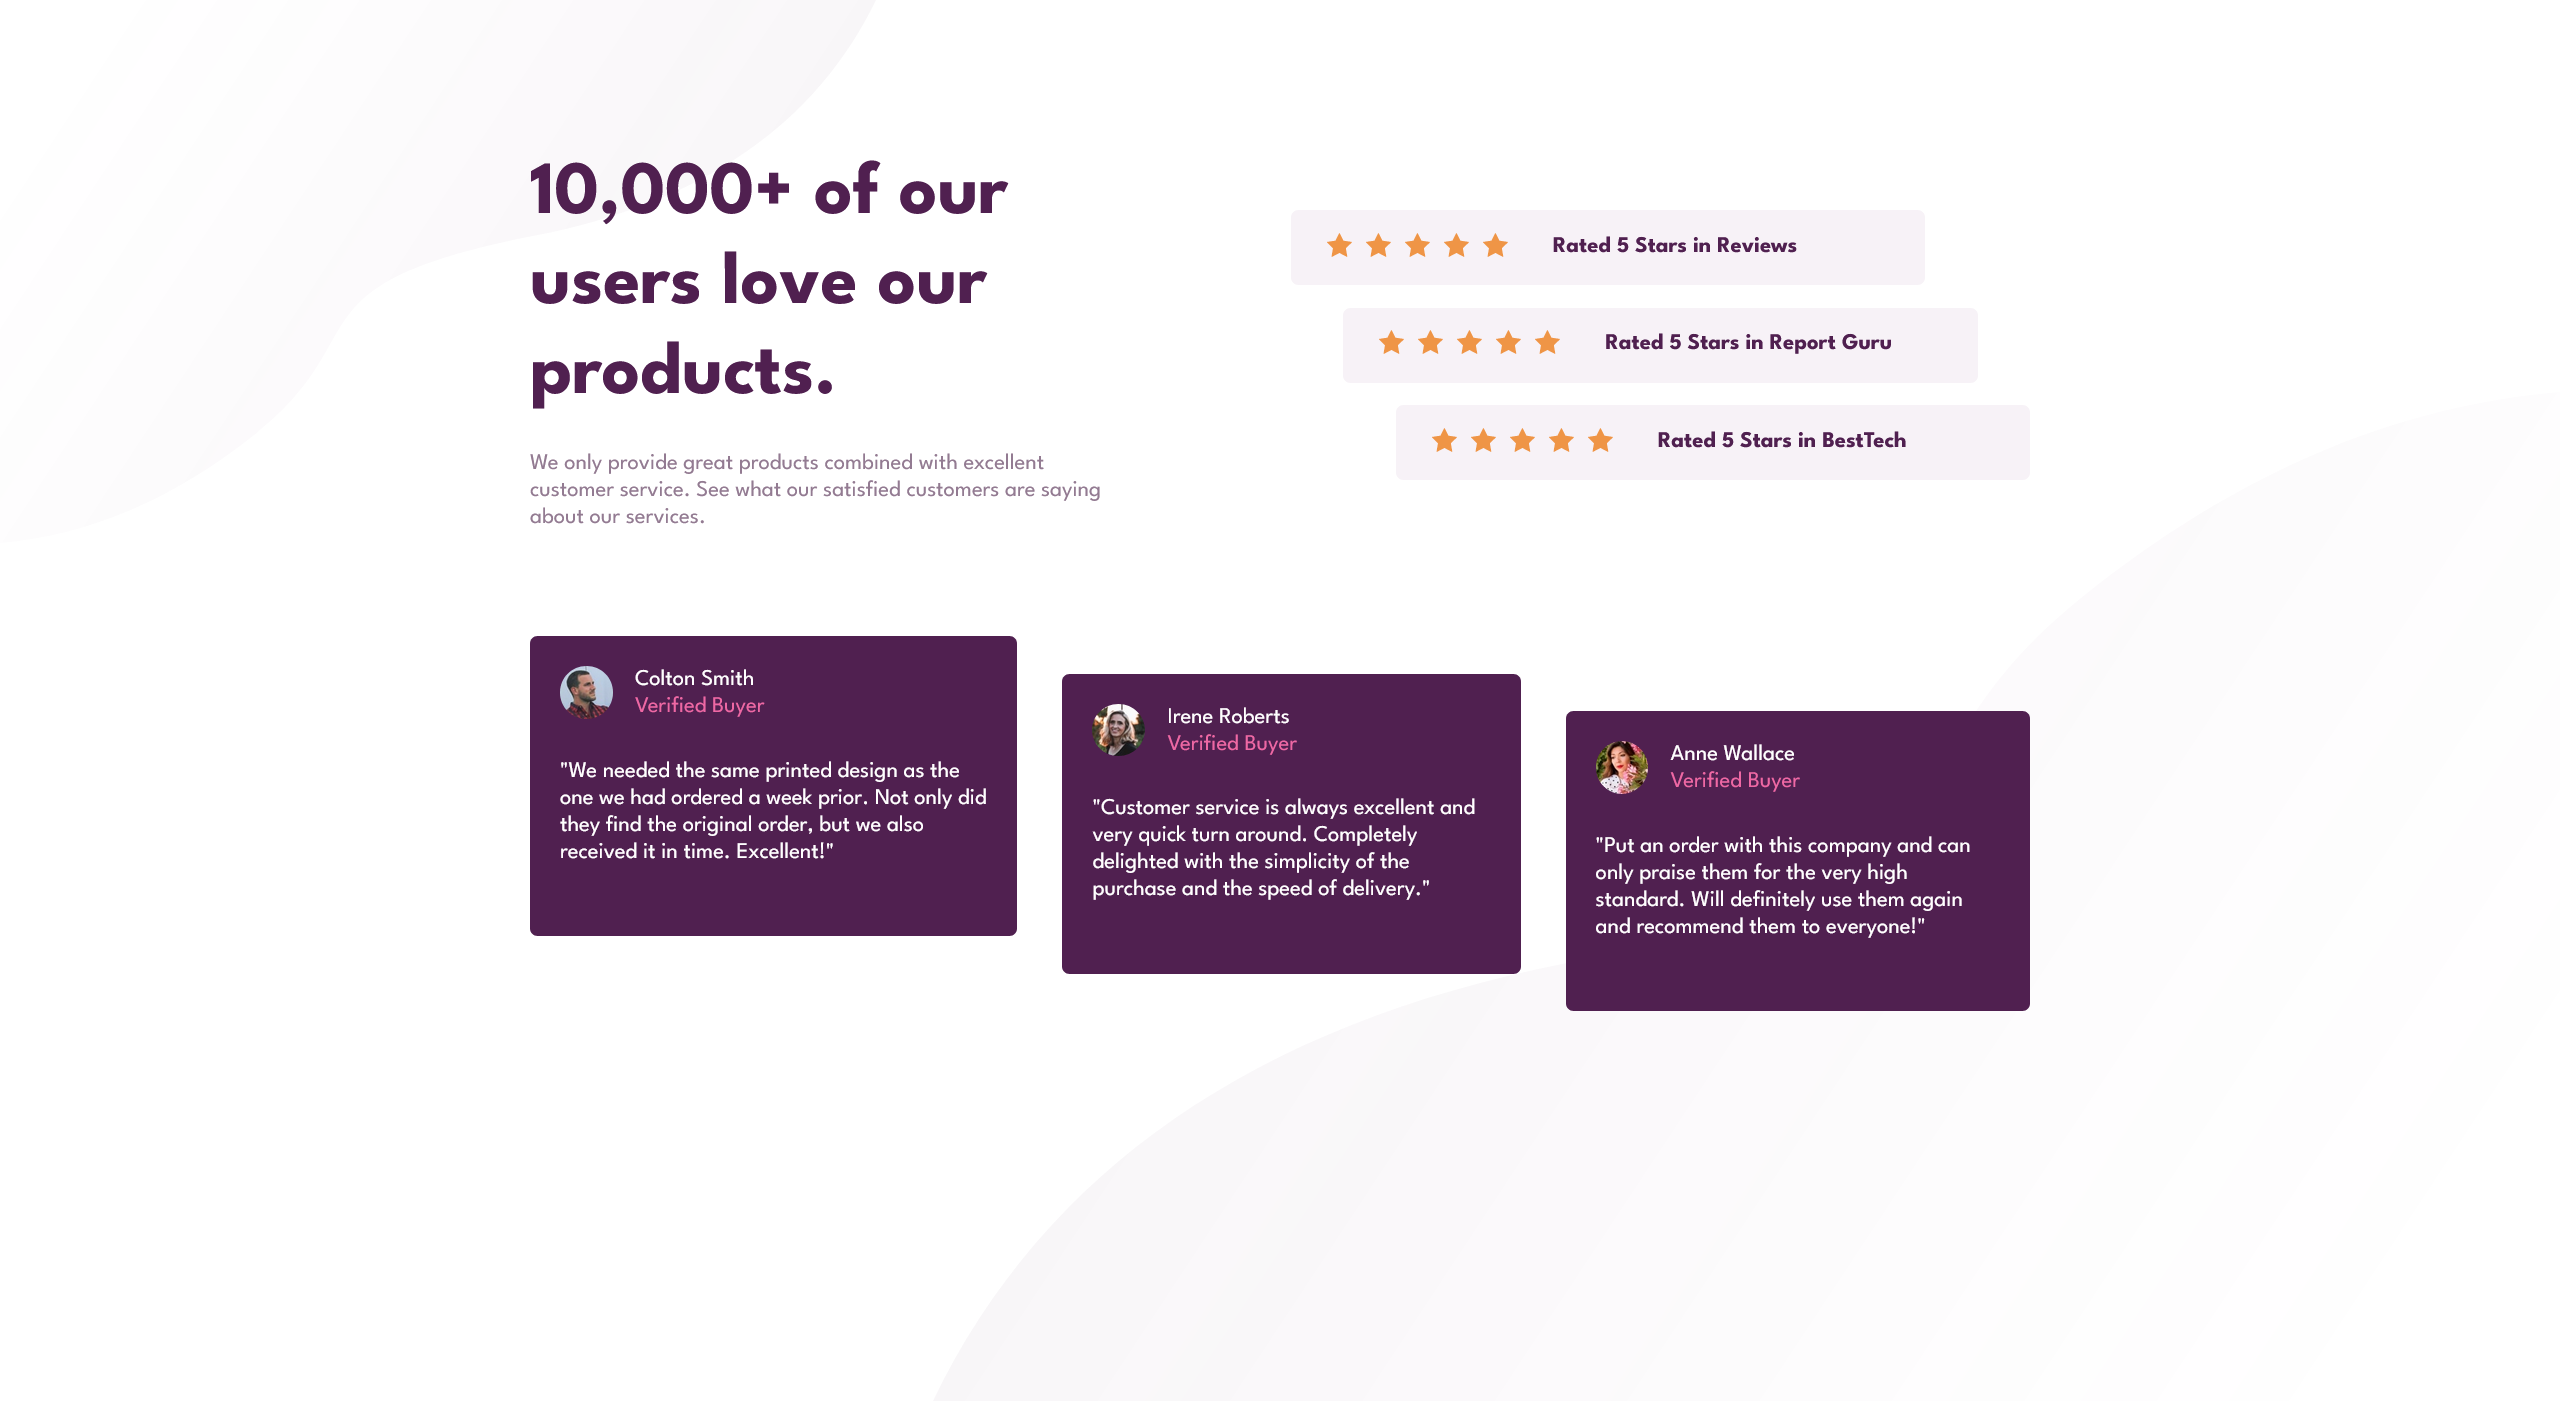 10,000+ of our
users love our
products.
We only provide great products combined with excellent
customer service. See what our satisfied customers are saying
about our services.
Rated 5 Stars in Reviews
Rated 5 Stars in Report Guru
Rated 5 Stars in BestTech
Colton Smith
Verified Buyer
"We needed the same printed design as the
one we had ordered a week prior. Not only did
they find the original order, but we also
received it in time. Excellent!"
Irene Roberts
Verified Buyer
"Customer service is always excellent and
very quick turn around. Completely
delighted with the simplicity of the
purchase and the speed of delivery."
Anne Wallace
Verified Buyer
"Put an order with this company and can
only praise them for the very high
standard. Will definitely use them again
and recommend them to everyone!"